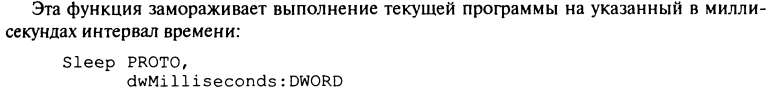 Эта функция замораживает выполнение текущей программы на указанный в милли-
секундах интервал времени:
Sleep PROTO,
dwMilliseconds:DWORD